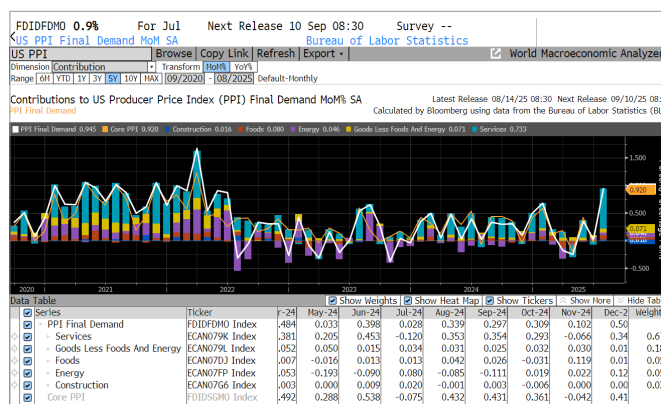 FDIDFDMO 0.9% For Jul Next Release 10 Sep 08:30 Survey --
US PPI Final Demand MoM SA Bureau of Labor Statistics
US PPI Browse Copy Link Refresh Export World Macroeconomic Analyzer
Dimension Contribution Transform MoM% YoY%
Range 6M YTD 1Y 3Y 5Y 10Y MAX 09/2020 - 08/2025 Default-Monthly
Contributions to US Producer Price Index (PPI) Final Demand MoM% SA Latest Release 08/14/25 08:30 Next Release 09/10/25 08:
PPI Final Demand Calculated by Bloomberg using data from the Bureau of Labor Statistics (BL
PPI Final Demand 0.945 Core PPI 0.920 Construction 0.016 Foods 0.080 Energy 0.046 Goods Less Foods And Energy 0.071 Services 0.733
1.500
0.920
0.500
0.071
0.016
-0.500
2020 2021 2022 2023 2024 2025
Data Table Show Weights Show Heat Map Show Tickers Show More Hide Tab
Series Ticker r-24 May-24 Jun-24 Jul-24 Aug-24 Sep-24 Oct-24 Nov-24 Dec-2 Weight
PPI Final Demand FDIDFDMO Index .484 0.033 0.398 0.028 0.339 0.297 0.309 0.102 0.50
Services ECAN079K Index .381 0.205 0.453 -0.120 0.353 0.354 0.293 -0.066 0.34 0.67
Goods Less Foods And Energy ECAN079L Index .052 0.050 0.015 0.034 0.031 0.025 0.032 0.030 0.01 0.18
Foods ECAN07DJ Index .007 -0.016 0.013 0.013 0.042 0.026 -0.031 0.119 0.01 0.05
Energy ECAN07FP Index .053 -0.193 -0.090 0.080 -0.085 -0.111 0.019 0.022 0.12 0.05
Construction ECAN07G6 Index .003 0.000 0.009 0.020 -0.001 0.003 -0.006 0.000 0.00
Core PPI FDIDSGMO Index .492 0.288 0.538 -0.075 0.432 0.431 0.361 -0.042 0.41